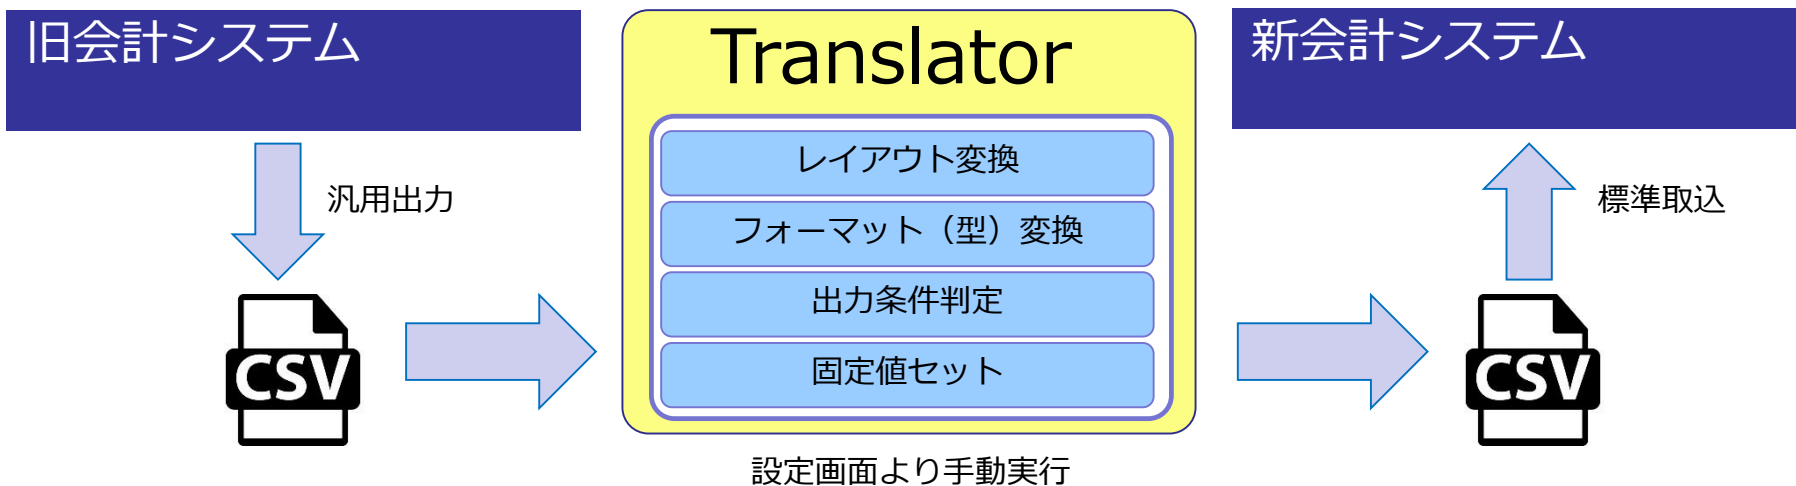 旧会計システム
汎用出力
CSV
Translator
レイアウト変換
フォーマット（型）変換
出力条件判定
固定値セット
設定画面より手動実行
新会計システム
標準取込
CSV